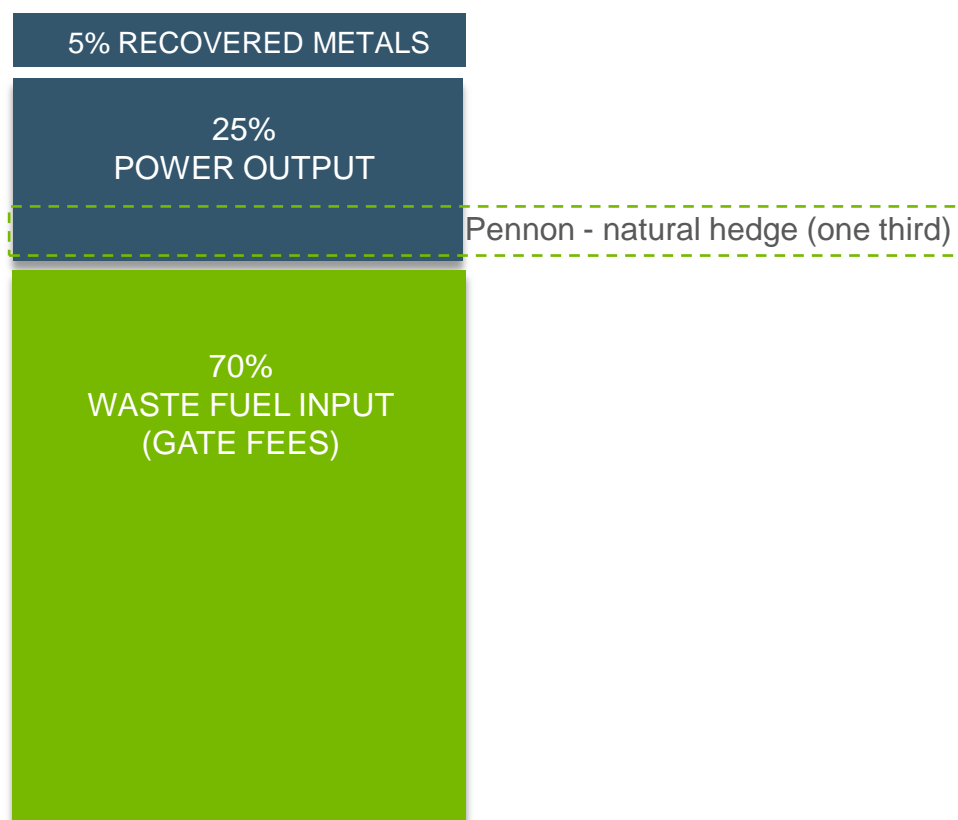 5% RECOVERED METALS
25%
POWER OUTPUT
Pennon - natural hedge (one third)
70%
WASTE FUEL INPUT
(GATE FEES)